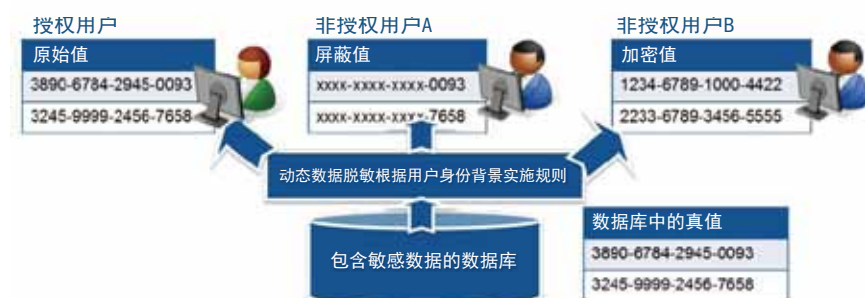 授权用户
原始值
3890-6784-2945-0093
3245-9999-2456-7658
非授权用户A
屏蔽值
xxxx-xxxx-xxxx-0093
xxxx-xxxx-xxxx-7658
非授权用户B
加密值
1234-6789-1000-4422
2233-6789-3456-5555
动态数据脱敏根据用户身份背景实施规则
包含敏感数据的数据库
数据库中的真值
3890-6784-2945-0093
3245-9999-2456-7658